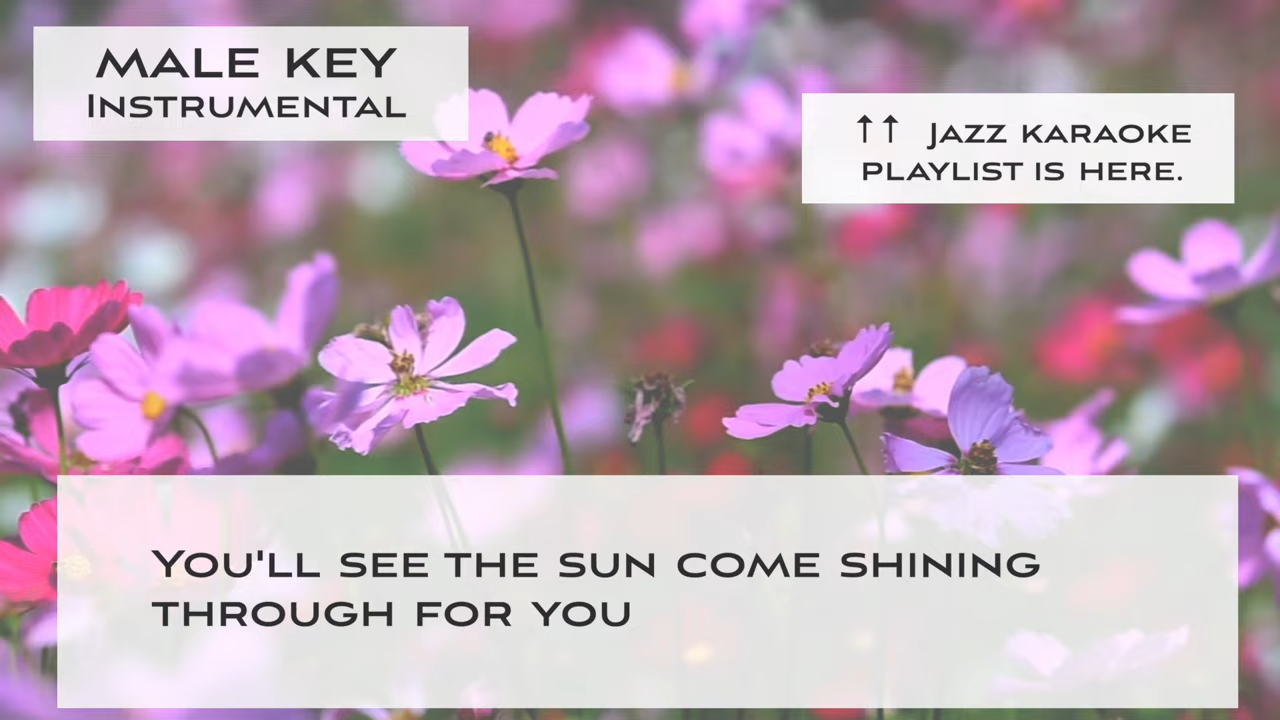 MALE KEY
INSTRUMENTAL
↑↑ JAZZ KARAOKE
PLAYLIST IS HERE.
YOU'LL SEE THE SUN COME SHINING
THROUGH FOR YOU